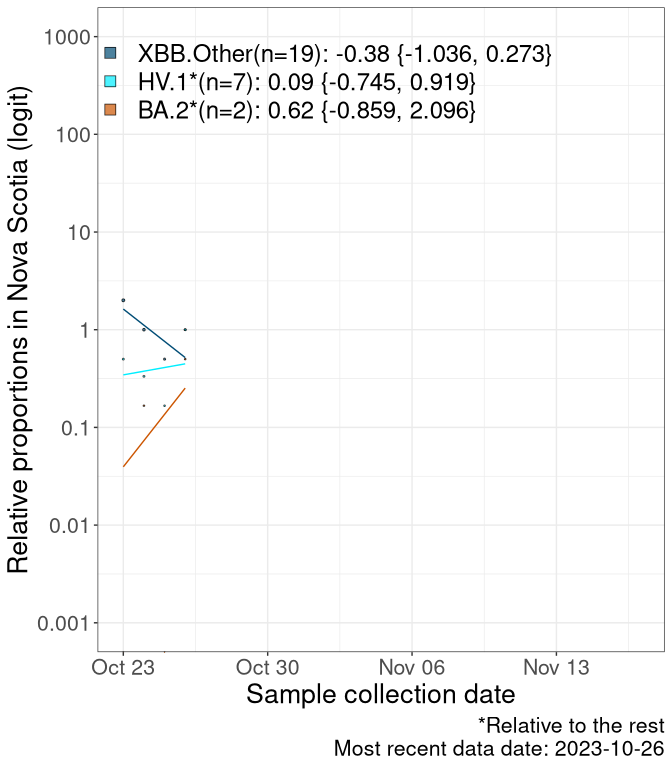 Relative proportions in Nova Scotia (logit)
1000
100
10
1
0.1
0.01
0.001
XBB.Other(n=19): -0.38 {-1.036, 0.273}
HV.1*(n=7): 0.09 {-0.745, 0.919}
BA.2*(n=2): 0.62 {-0.859, 2.096}
Oct 23 Oct 30 Nov 06 Nov 13
Sample collection date
*Relative to the rest
Most recent data date: 2023-10-26